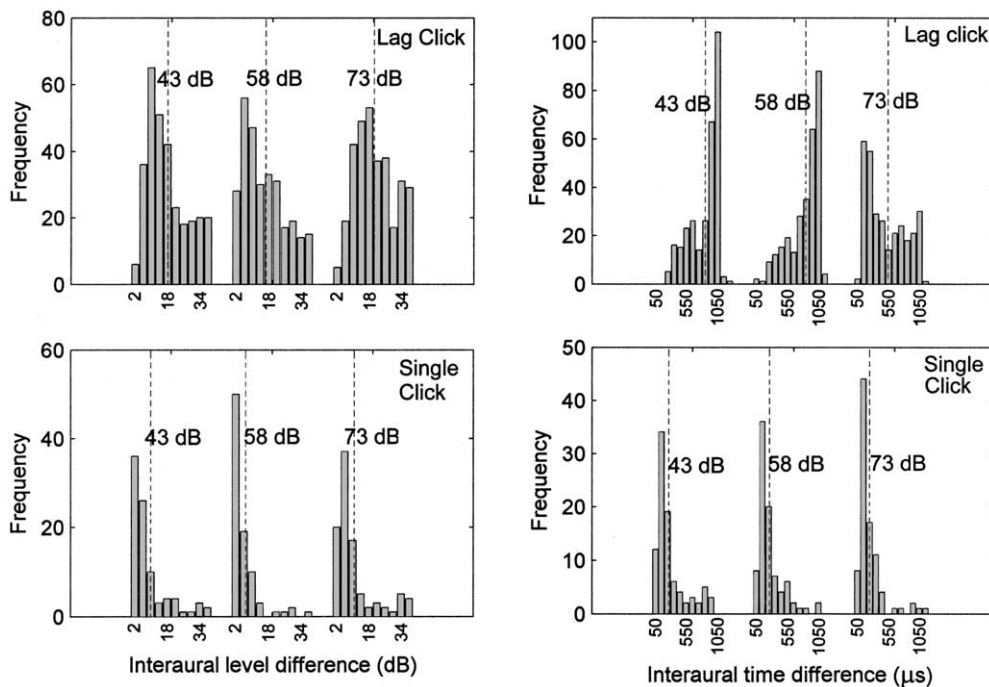 80
60
40
20
0
Frequency
Lag Click
43 dB
58 dB
73 dB
2
18
34
2
18
34
2
18
34
100
80
60
40
20
0
Frequency
Lag click
43 dB
58 dB
73 dB
50
550
1050
50
550
1050
50
550
1050
60
40
20
0
Frequency
Single
Click
43 dB
58 dB
73 dB
2
18
34
2
18
34
2
18
34
Interaural level difference (dB)
50
40
30
20
10
0
Frequency
Single
Click
43 dB
58 dB
73 dB
50
550
1050
50
550
1050
50
550
1050
Interaural time difference (μs)